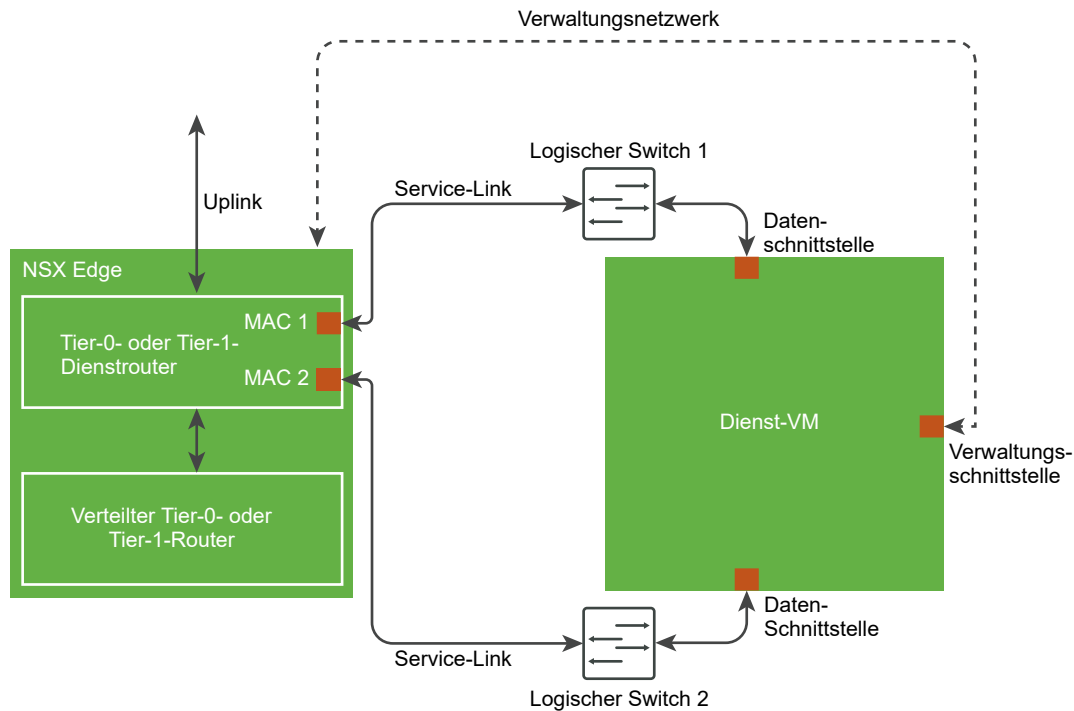 Verwaltungsnetzwerk
Logischer Switch 1
Service-Link
Uplink
Daten-
schnittstelle
NSX Edge
MAC 1
Tier-0- oder Tier-1-
Dienstrouter
MAC 2
Dienst-VM
Verwaltungs-
schnittstelle
Verteilter Tier-0- oder
Tier-1-Router
Daten-
Schnittstelle
Service-Link
Logischer Switch 2